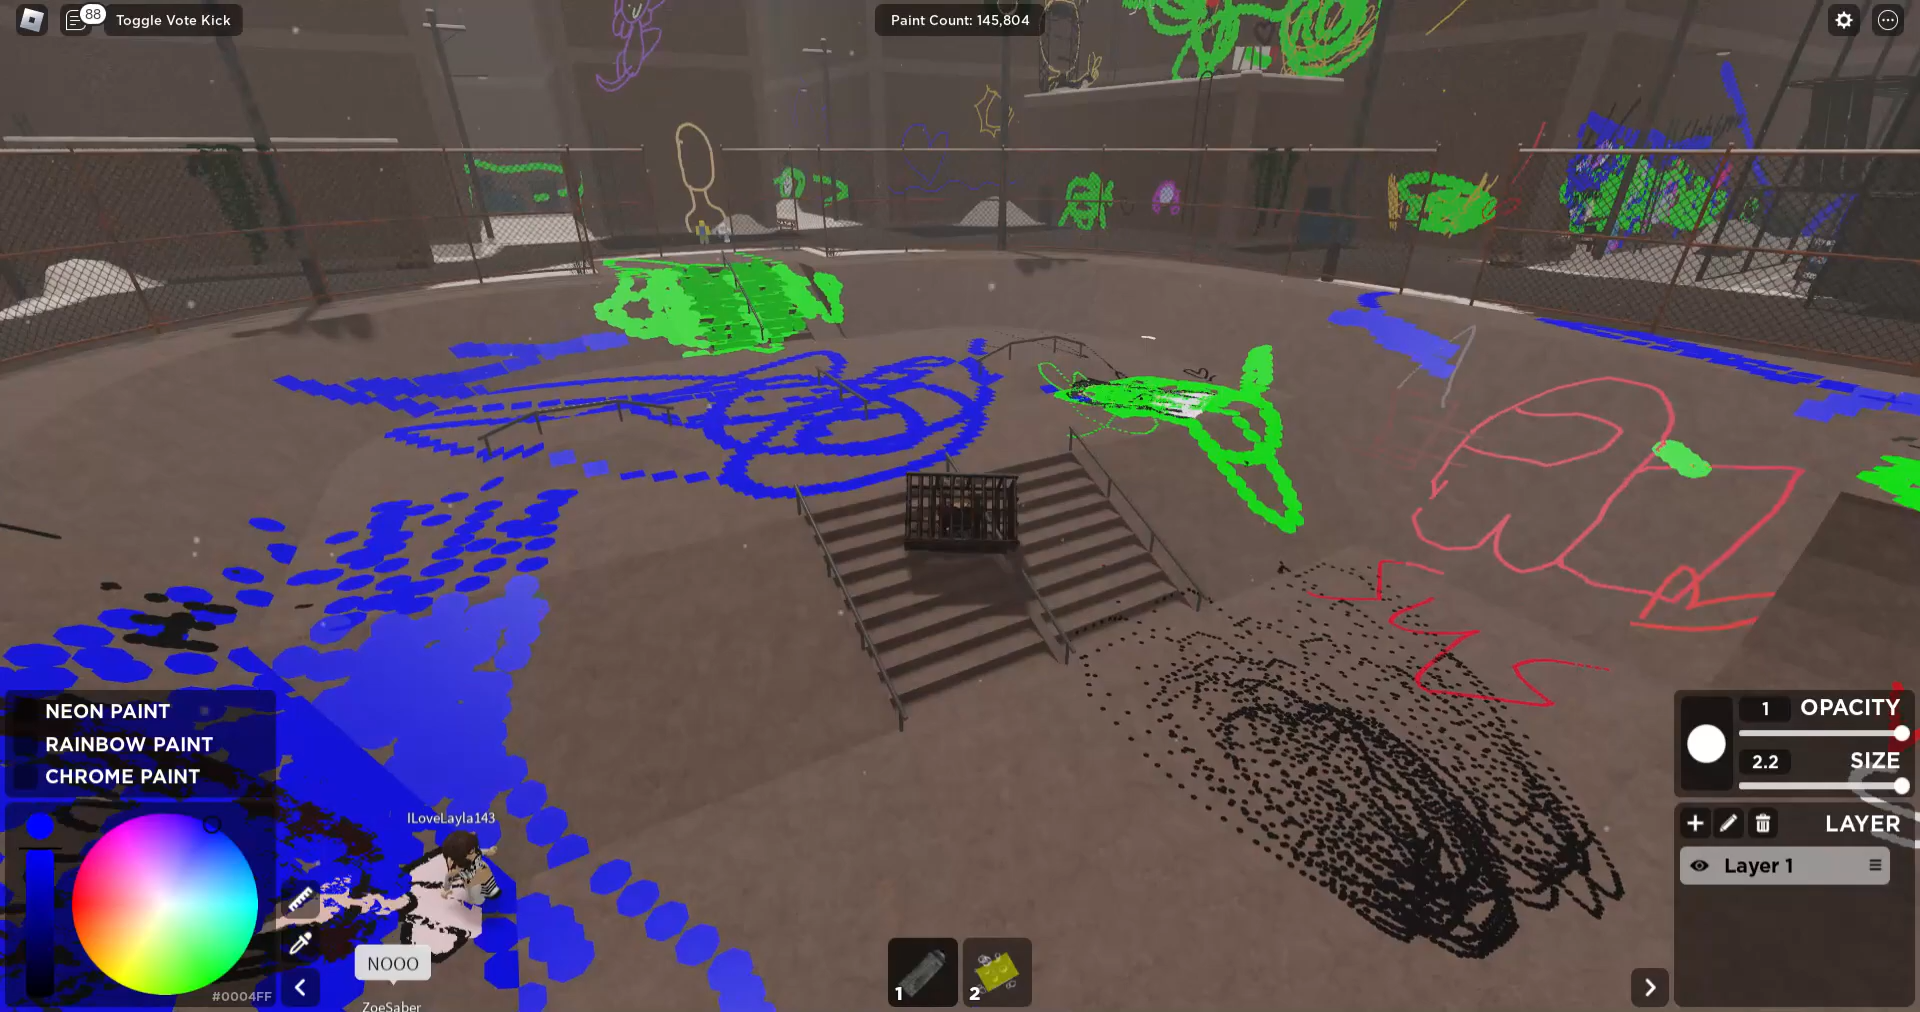 88
Toggle Vote Kick
Paint Count: 145,804
NEON PAINT
RAINBOW PAINT
CHROME PAINT
#0004FF
ILoveLayla143
NOOO
ZoeSaber
1
2
1
OPACITY
2.2
SIZE
LAYER
Layer 1